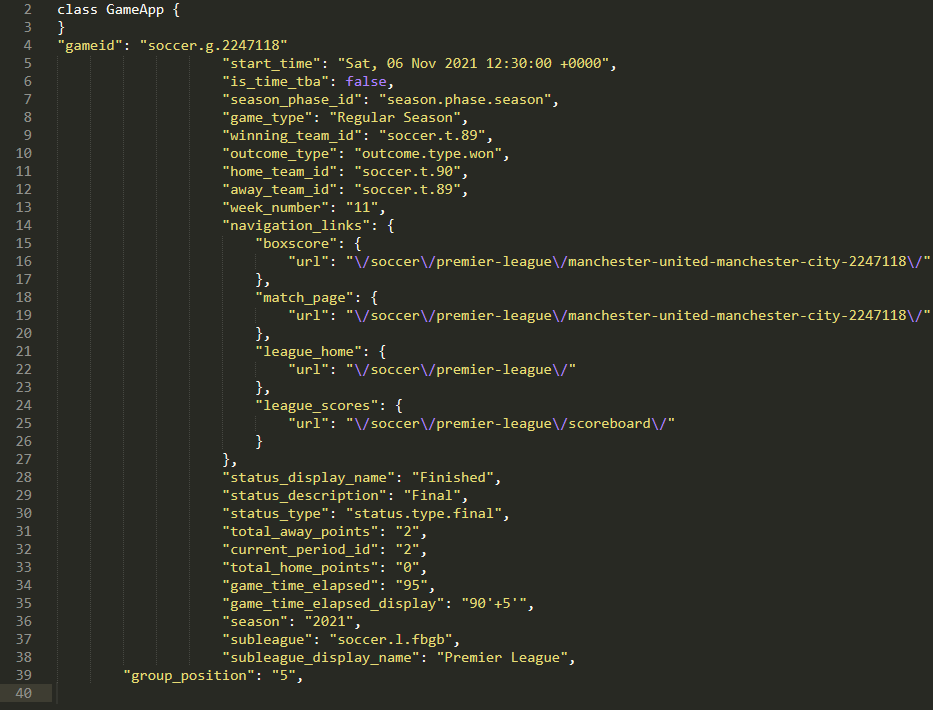 2 class GameApp {
3 }
4 "gameid": "soccer.g.2247118"
5 "start_time": "Sat, 06 Nov 2021 12:30:00 +0000",
6 "is_time_tba": false,
7 "season_phase_id": "season.phase.season",
8 "game_type": "Regular Season",
9 "winning_team_id": "soccer.t.89",
10 "outcome_type": "outcome.type.won",
11 "home_team_id": "soccer.t.90",
12 "away_team_id": "soccer.t.89",
13 "week_number": "11",
14 "navigation_links": {
15 "boxscore": {
16 "url": "\/soccer\/premier-league\/manchester-united-manchester-city-2247118\/"
17 },
18 "match_page": {
19 "url": "\/soccer\/premier-league\/manchester-united-manchester-city-2247118\/"
20 },
21 "league_home": {
22 "url": "\/soccer\/premier-league\/"
23 },
24 "league_scores": {
25 "url": "\/soccer\/premier-league\/scoreboard\/"
26 }
27 },
28 "status_display_name": "Finished",
29 "status_description": "Final",
30 "status_type": "status.type.final",
31 "total_away_points": "2",
32 "current_period_id": "2",
33 "total_home_points": "0",
34 "game_time_elapsed": "95",
35 "game_time_elapsed_display": "90'+5'",
36 "season": "2021",
37 "subleague": "soccer.l.fbgb",
38 "subleague_display_name": "Premier League",
39 "group_position": "5",
40